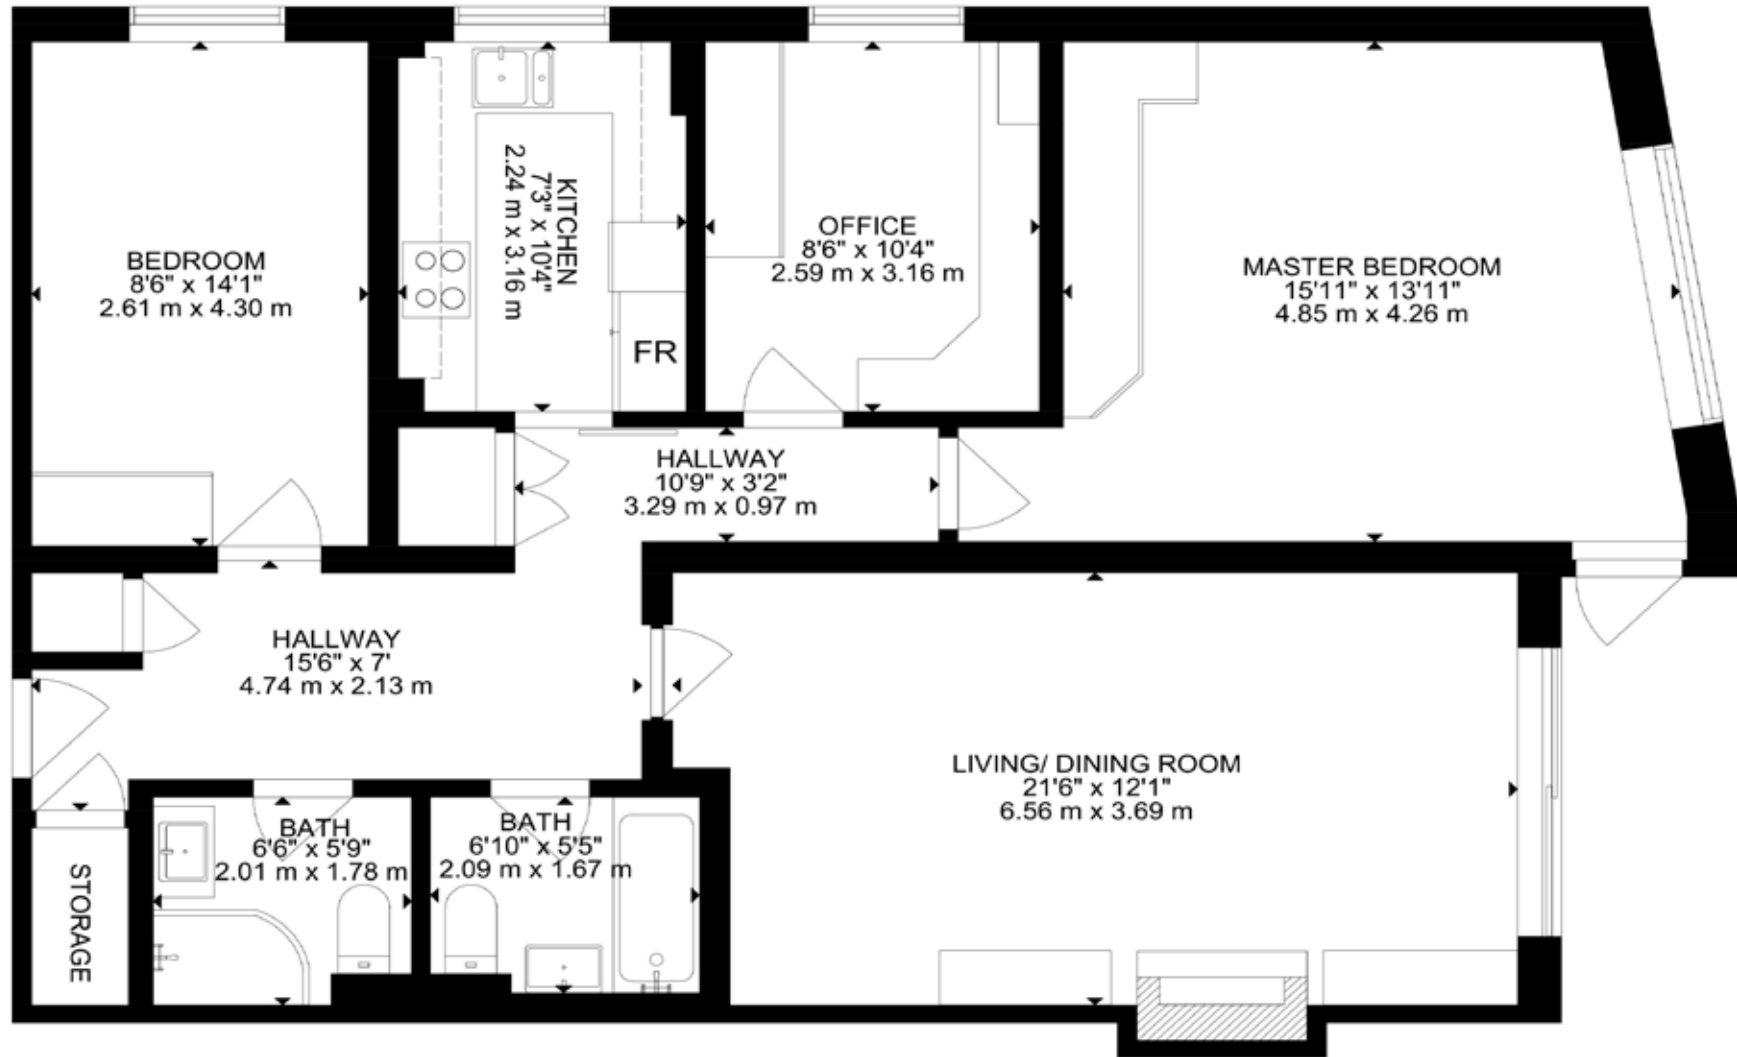 BEDROOM
8'6" x 14'1"
2.61 m x 4.30 m
KITCHEN
7'3" x 10'4"
2.24 m x 3.16 m
FR
OFFICE
8'6" x 10'4"
2.59 m x 3.16 m
MASTER BEDROOM
15'11" x 13'11"
4.85 m x 4.26 m
HALLWAY
10'9" x 3'2"
3.29 m x 0.97 m
HALLWAY
15'6" x 7'
4.74 m x 2.13 m
LIVING/ DINING ROOM
21'6" x 12'1"
6.56 m x 3.69 m
STORAGE
BATH
6'6" x 5'9"
2.01 m x 1.78 m
BATH
6'10" x 5'5"
2.09 m x 1.67 m